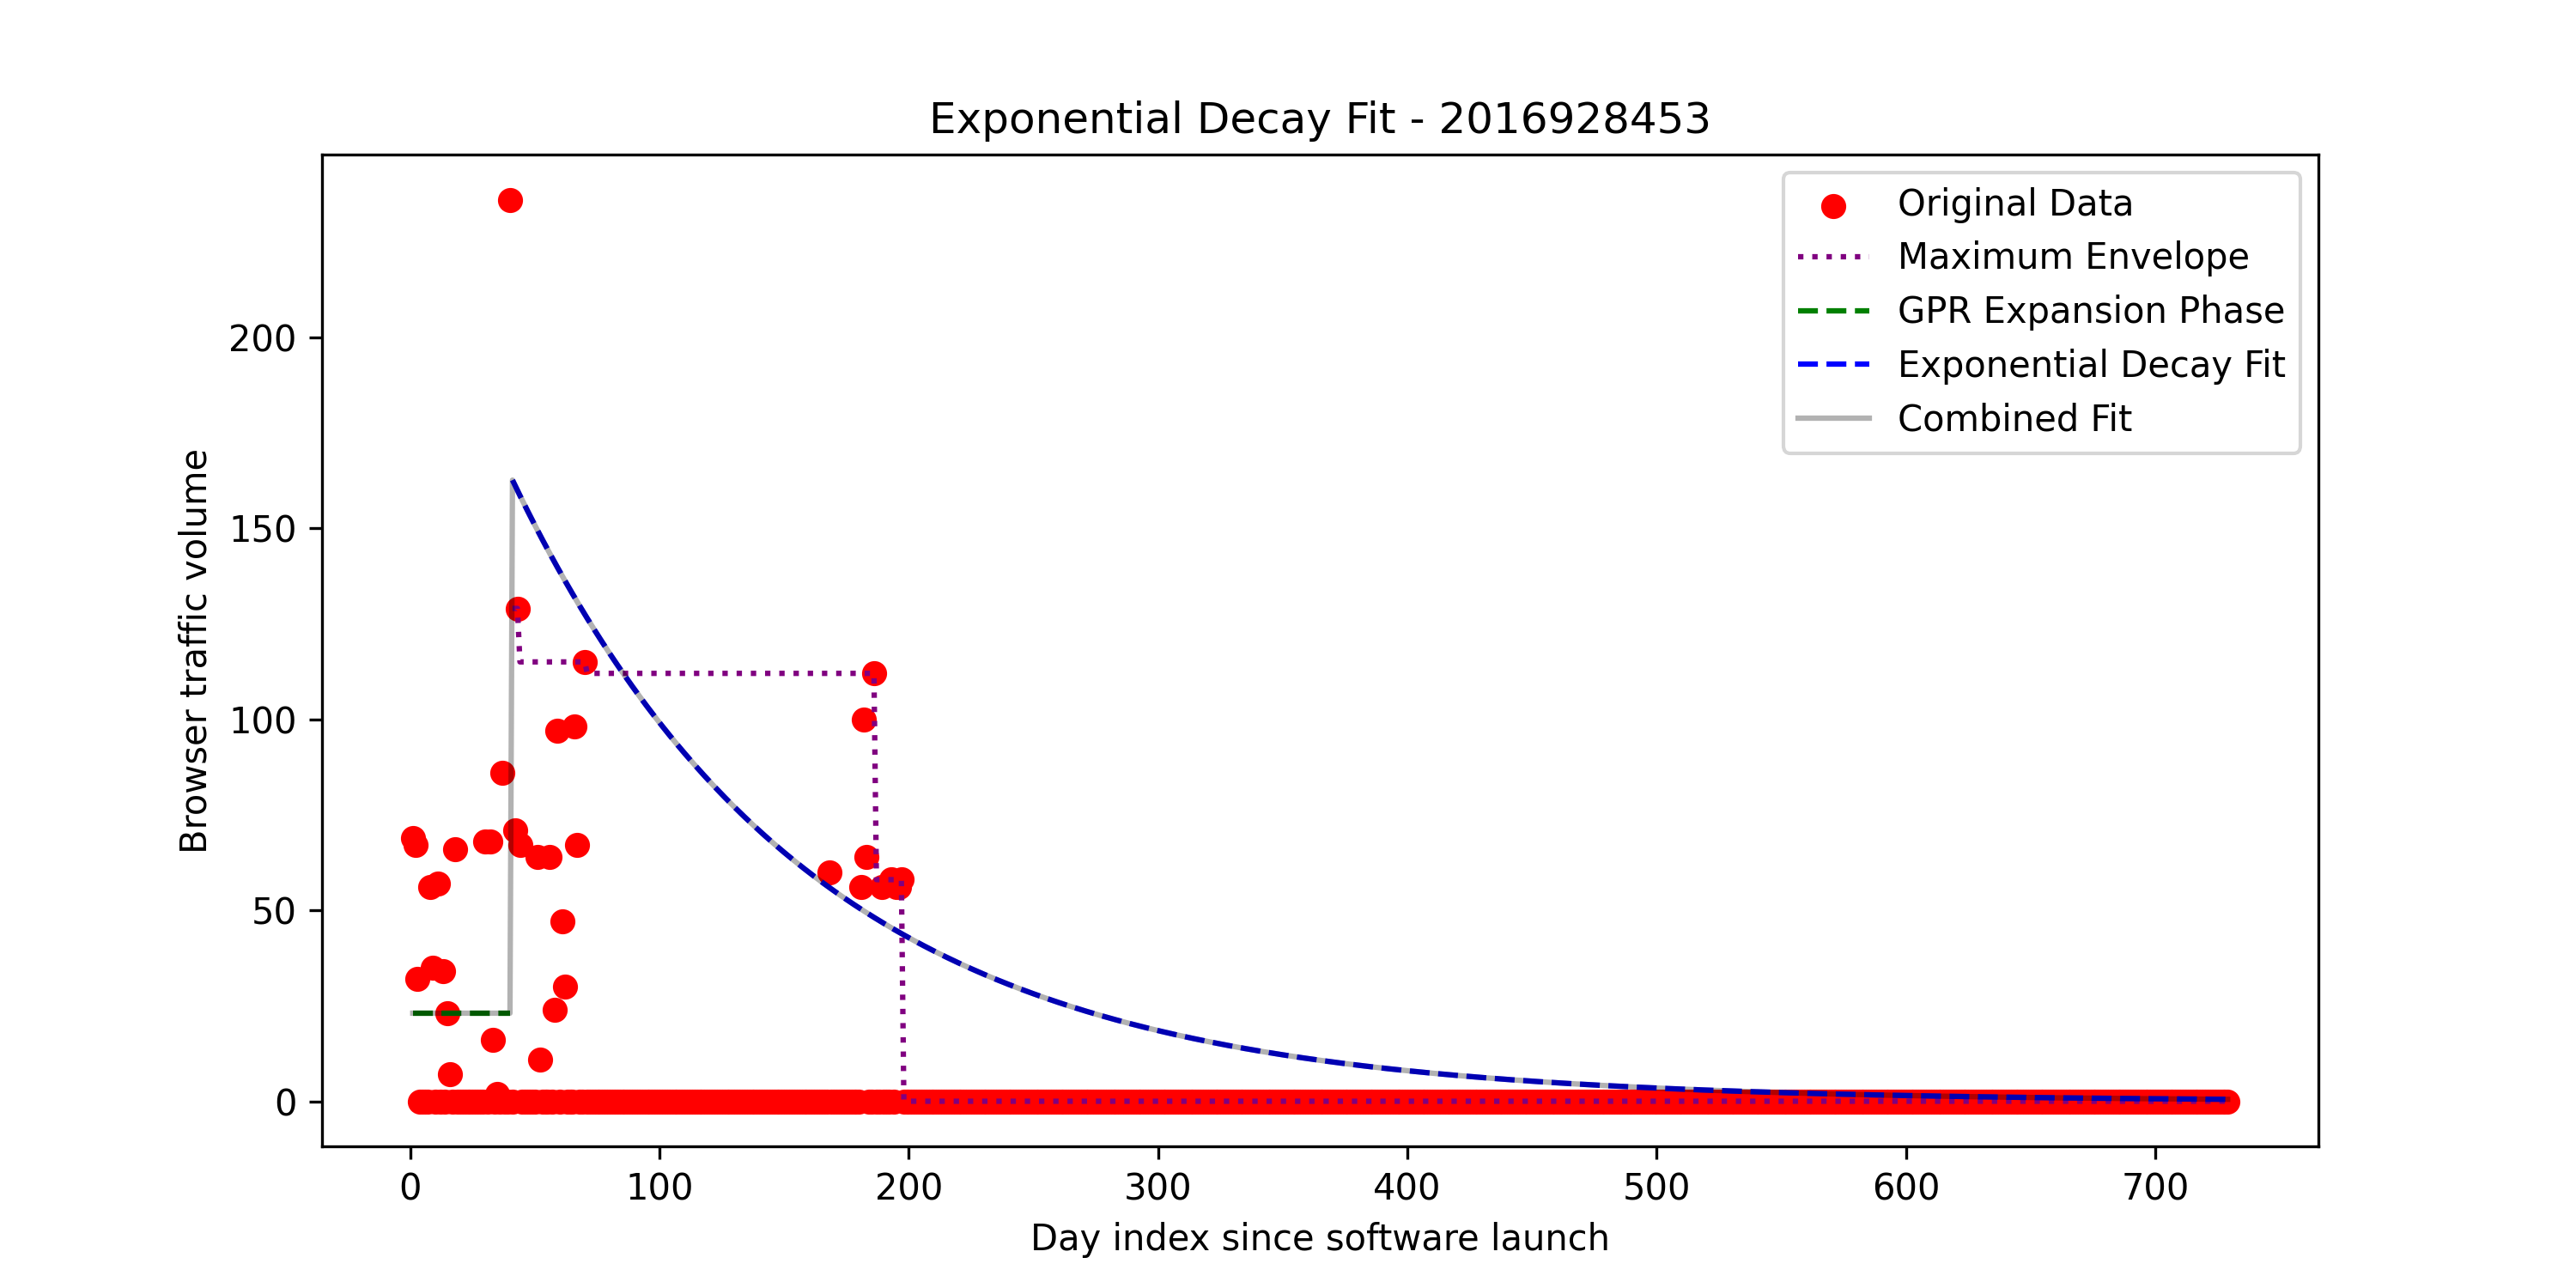 Exponential Decay Fit - 2016928453
Original Data
Maximum Envelope
GPR Expansion Phase
Exponential Decay Fit
Combined Fit
Browser traffic volume
200
150
100
50
0
0 100 200 300 400 500 600 700
Day index since software launch